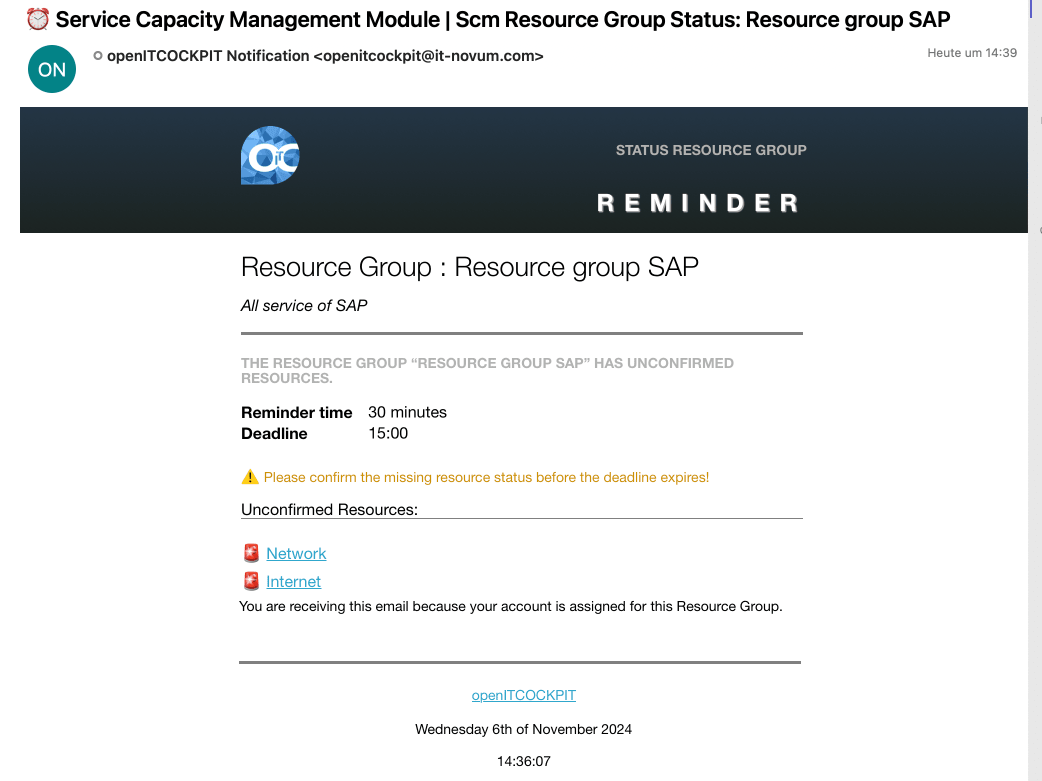 ⏰ Service Capacity Management Module | Scm Resource Group Status: Resource group SAP
ON
openITCOCKPIT Notification <openitcockpit@it-novum.com>
Heute um 14:39
STATUS RESOURCE GROUP
REMINDER
Resource Group : Resource group SAP
All service of SAP
THE RESOURCE GROUP “RESOURCE GROUP SAP” HAS UNCONFIRMED
RESOURCES.
Reminder time 30 minutes
Deadline 15:00
⚠️ Please confirm the missing resource status before the deadline expires!
Unconfirmed Resources:
🚨 Network
🚨 Internet
You are receiving this email because your account is assigned for this Resource Group.
openITCOCKPIT
Wednesday 6th of November 2024
14:36:07